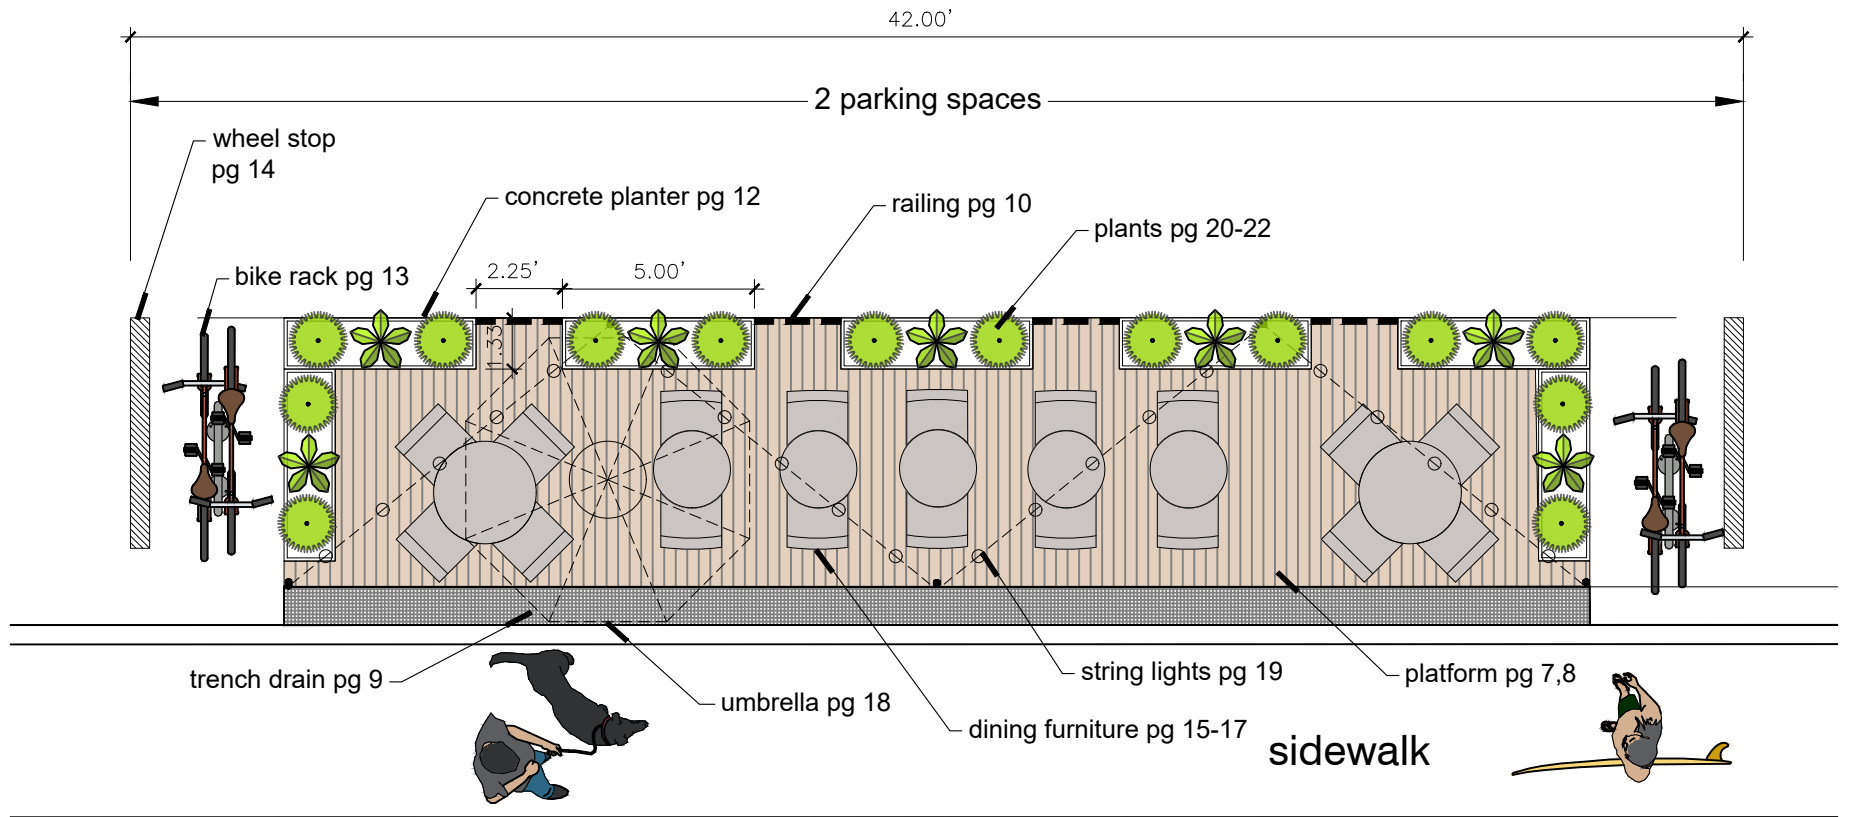 42.00'
2 parking spaces
wheel stop
pg 14
concrete planter pg 12
railing pg 10
plants pg 20-22
bike rack pg 13
2.25'
5.00'
1.33'
trench drain pg 9
umbrella pg 18
string lights pg 19
platform pg 7,8
dining furniture pg 15-17
sidewalk